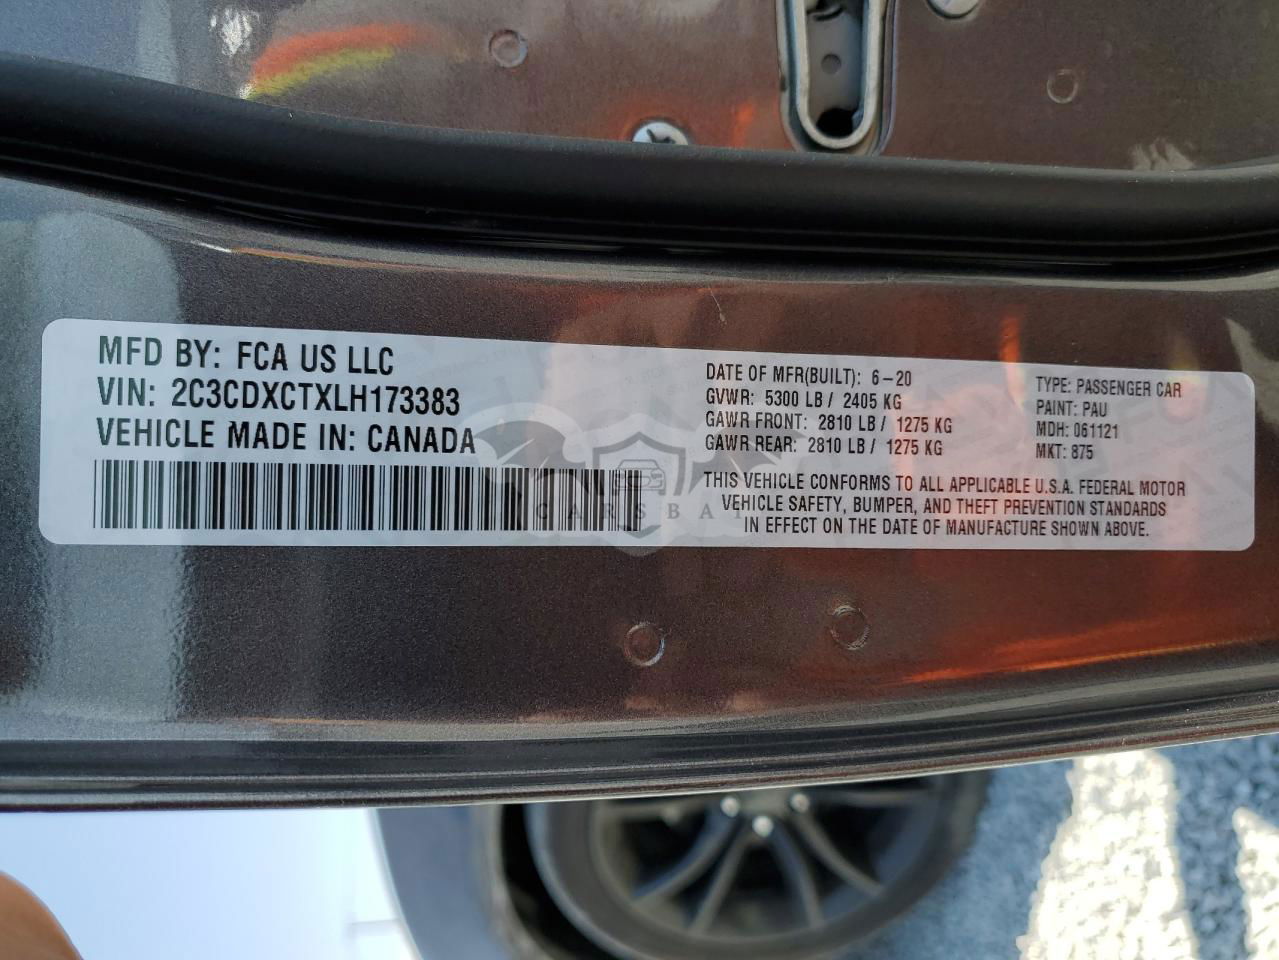 MFD BY: FCA US LLC
VIN: 2C3CDXCTXLH173383
VEHICLE MADE IN: CANADA
DATE OF MFR(BUILT): 6-20
GVWR: 5300 LB / 2405 KG
GAWR FRONT: 2810 LB / 1275 KG
GAWR REAR: 2810 LB / 1275 KG
TYPE: PASSENGER CAR
PAINT: PAU
MDH: 061121
MKT: 875
THIS VEHICLE CONFORMS TO ALL APPLICABLE U.S.A. FEDERAL MOTOR
VEHICLE SAFETY, BUMPER, AND THEFT PREVENTION STANDARDS
IN EFFECT ON THE DATE OF MANUFACTURE SHOWN ABOVE.
CARSBAT